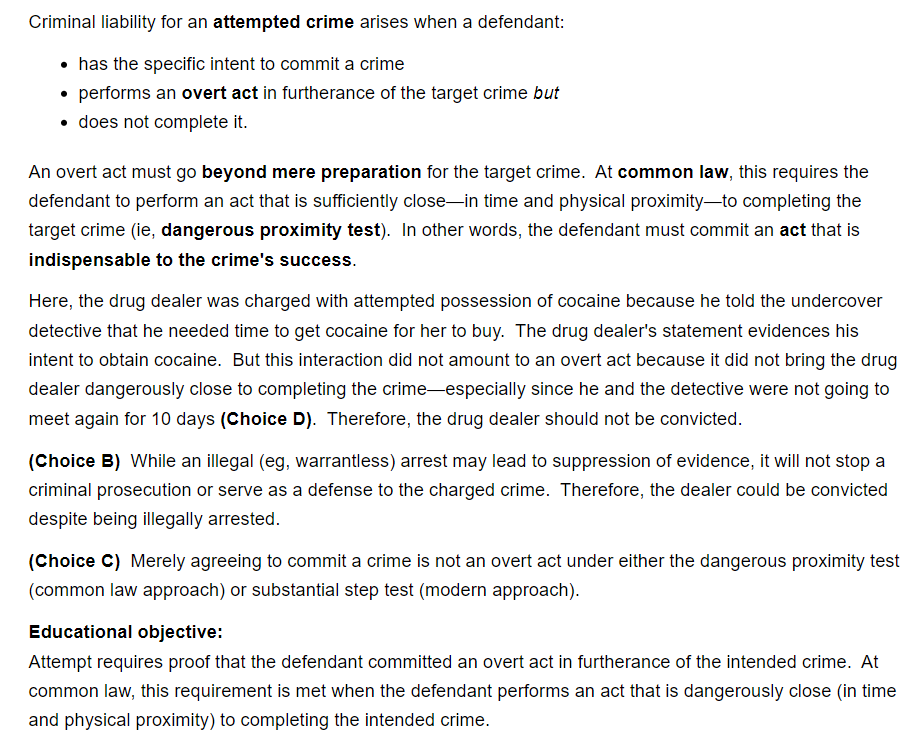 Criminal liability for an attempted crime arises when a defendant:
• has the specific intent to commit a crime
• performs an overt act in furtherance of the target crime but
• does not complete it.
An overt act must go beyond mere preparation for the target crime. At common law, this requires the
defendant to perform an act that is sufficiently close—in time and physical proximity—to completing the
target crime (ie, dangerous proximity test). In other words, the defendant must commit an act that is
indispensable to the crime's success.
Here, the drug dealer was charged with attempted possession of cocaine because he told the undercover
detective that he needed time to get cocaine for her to buy. The drug dealer's statement evidences his
intent to obtain cocaine. But this interaction did not amount to an overt act because it did not bring the drug
dealer dangerously close to completing the crime—especially since he and the detective were not going to
meet again for 10 days (Choice D). Therefore, the drug dealer should not be convicted.
(Choice B) While an illegal (eg, warrantless) arrest may lead to suppression of evidence, it will not stop a
criminal prosecution or serve as a defense to the charged crime. Therefore, the dealer could be convicted
despite being illegally arrested.
(Choice C) Merely agreeing to commit a crime is not an overt act under either the dangerous proximity test
(common law approach) or substantial step test (modern approach).
Educational objective:
Attempt requires proof that the defendant committed an overt act in furtherance of the intended crime. At
common law, this requirement is met when the defendant performs an act that is dangerously close (in time
and physical proximity) to completing the intended crime.